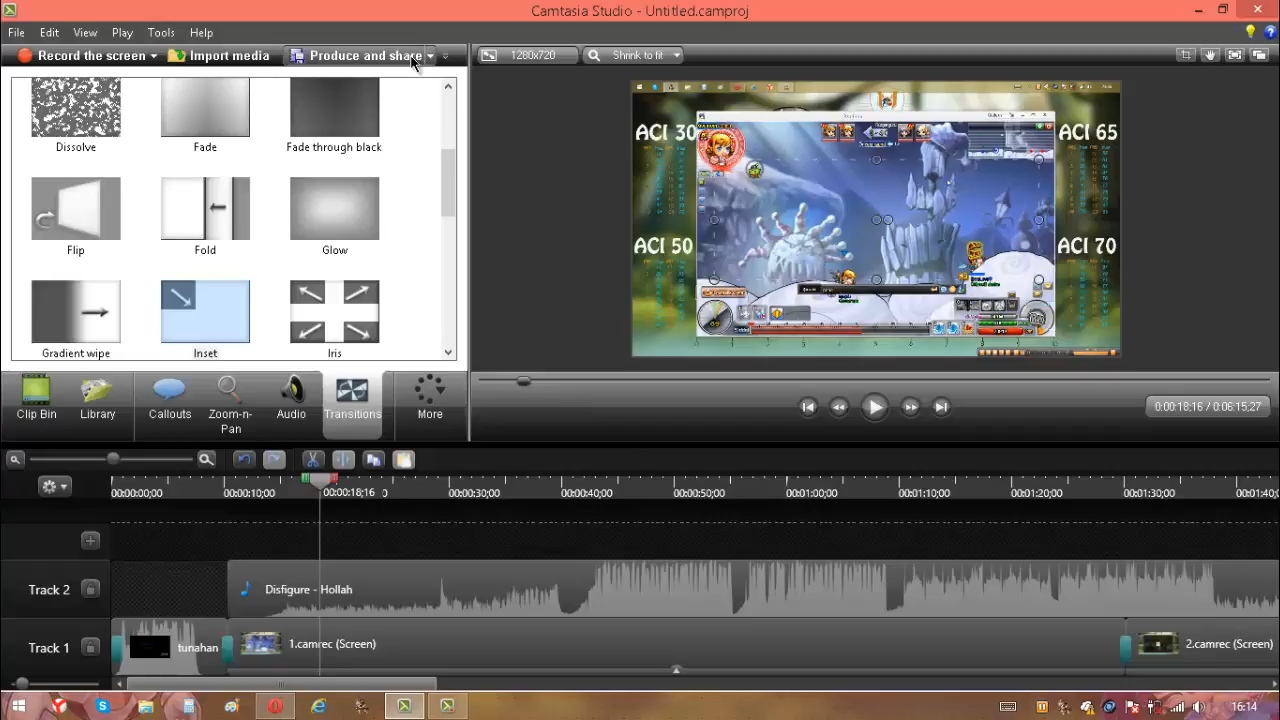 Camtasia Studio - Untitled.camproj
File Edit View Play Tools Help
Record the screen Import media Produce and share
1280x720 Shrink to fit
Dissolve Fade Fade through black
Flip Fold Glow
Gradient wipe Inset Iris
ACI 30 ACI 65
ACI 50 ACI 70
Clip Bin Library Callouts Zoom-n-Pan Audio Transitions More
0:00:18;16 / 0:06:15;27
00:00:00;00 00:00:10;00 00:00:18;16 0 00:00:30;00 00:00:40;00 00:00:50;00 00:01:00;00 00:01:10;00 00:01:20;00 00:01:30;00 00:01:40;0
Track 2 Disfigure - Hollah
Track 1 tunahan 1.camrec (Screen) 2.camrec (Screen)
16:14